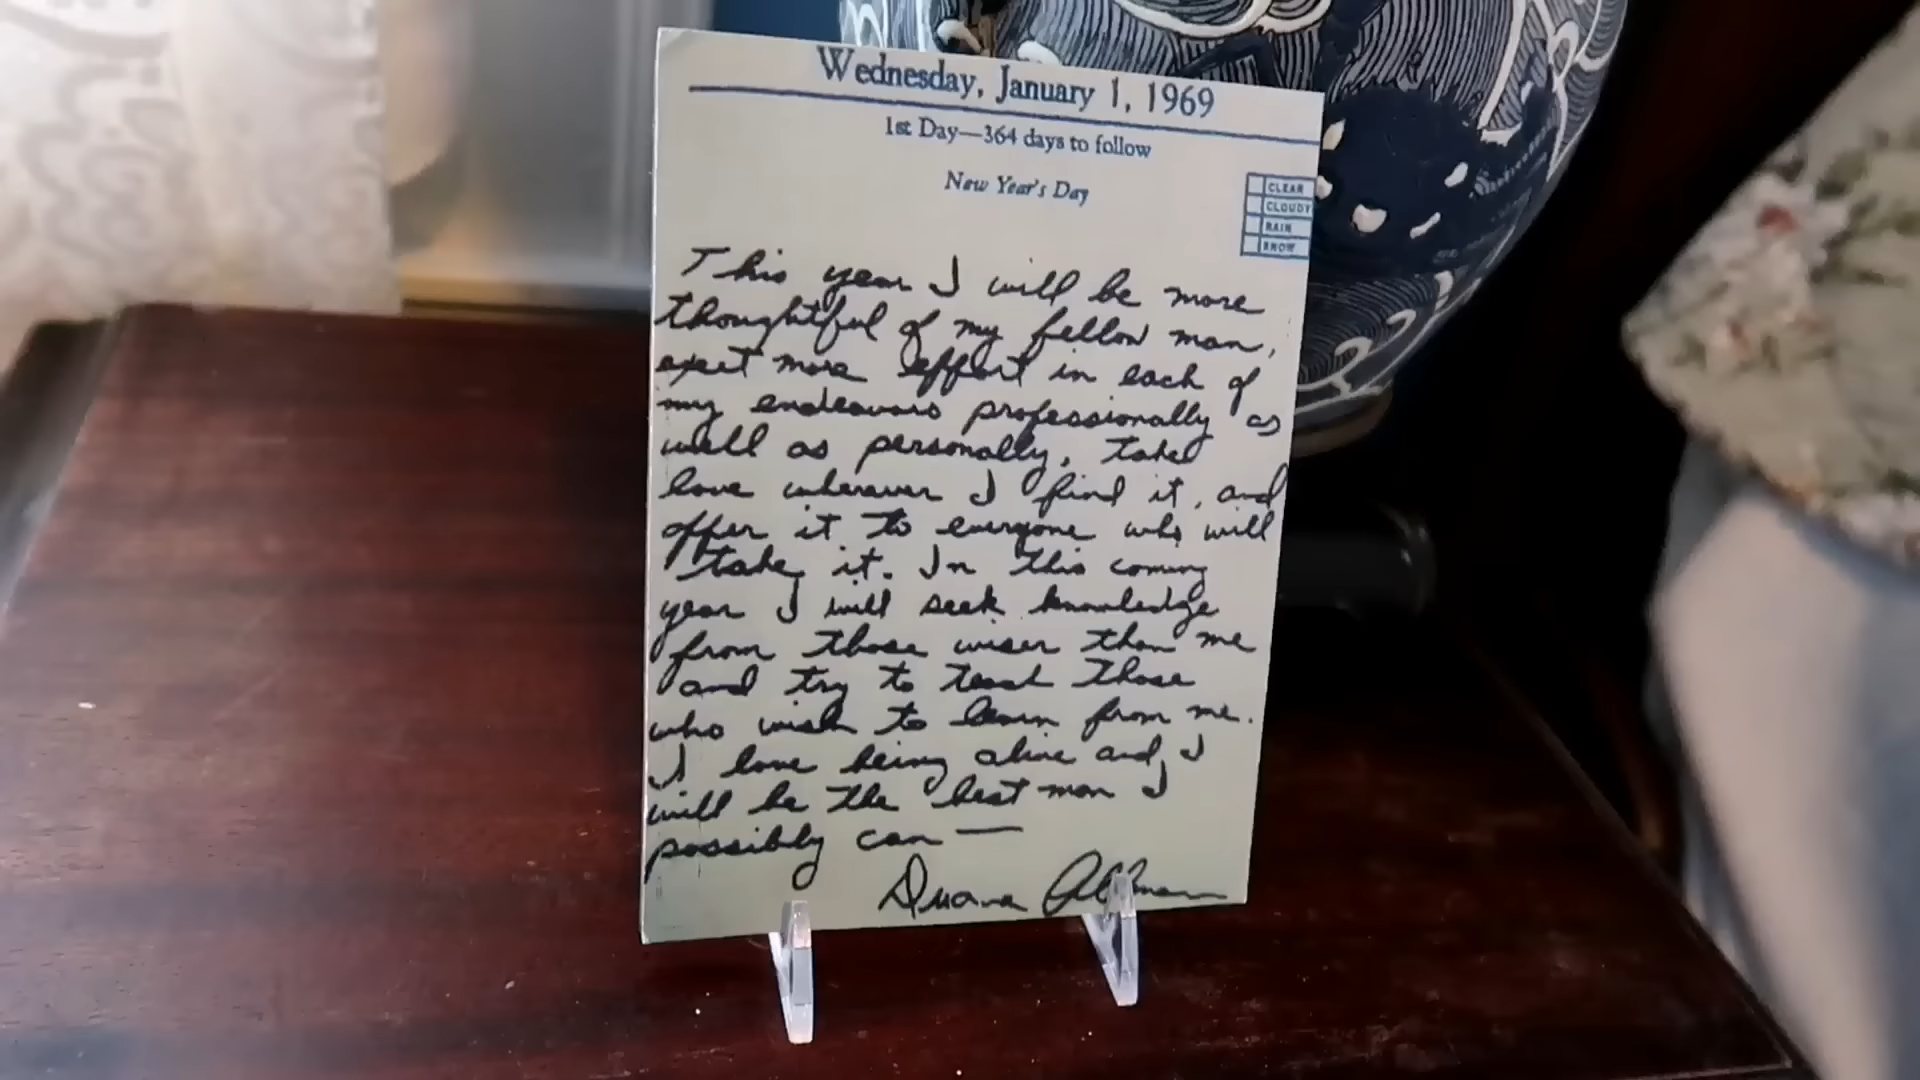 Wednesday, January 1, 1969
1st Day—364 days to follow
New Year's Day
CLEAR
CLOUDY
RAIN
SNOW
This year I will be more
thoughtful of my fellow man,
exert more effort in each of
my endeavors professionally as
well as personally, take
love wherever I find it, and
offer it to everyone who will
take it. In this coming
year I will seek knowledge
from those wiser than me
and try to teach those
who wish to learn from me.
I love being alive and I
will be the best man I
possibly can —
Duane Allman